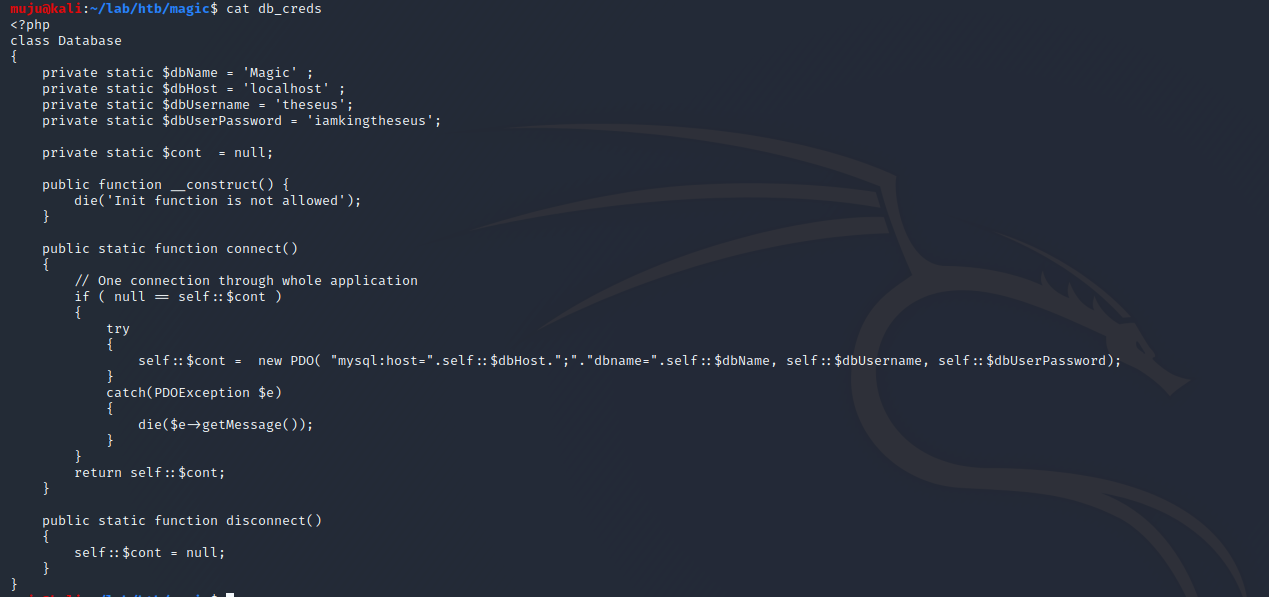 muju@kali:~/lab/htb/magic$ cat db_creds
<?php
class Database
{
    private static $dbName = 'Magic' ;
    private static $dbHost = 'localhost' ;
    private static $dbUsername = 'theseus';
    private static $dbUserPassword = 'iamkingtheseus';

    private static $cont  = null;

    public function __construct() {
        die('Init function is not allowed');
    }

    public static function connect()
    {
        // One connection through whole application
        if ( null == self::$cont )
        {
            try
            {
                self::$cont =  new PDO( "mysql:host=".self::$dbHost.";"."dbname=".self::$dbName, self::$dbUsername, self::$dbUserPassword);
            }
            catch(PDOException $e)
            {
                die($e->getMessage());
            }
        }
        return self::$cont;
    }

    public static function disconnect()
    {
        self::$cont = null;
    }
}